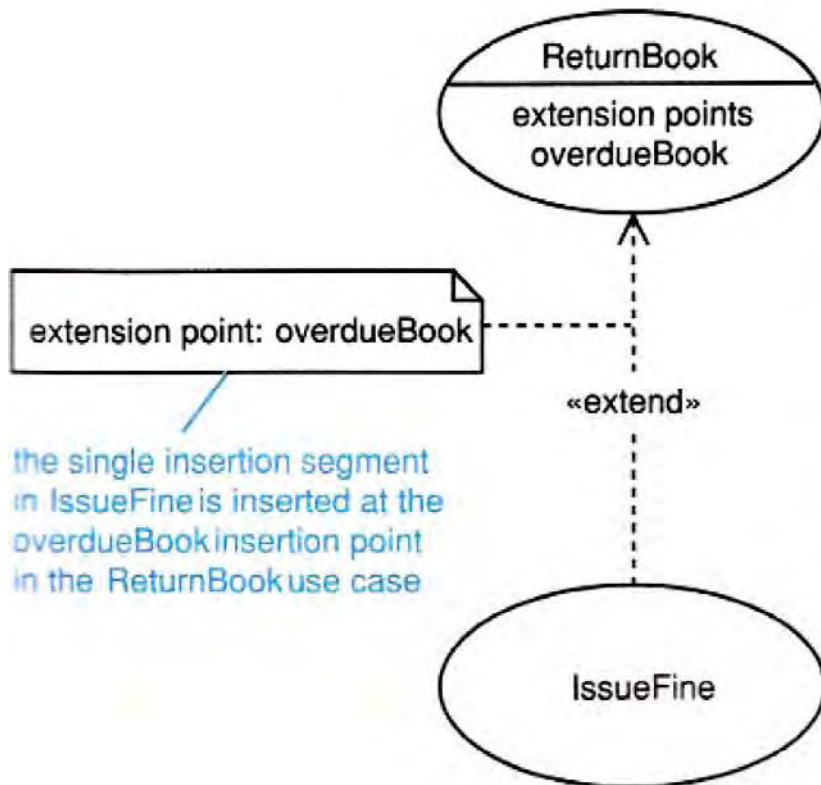 ReturnBook
extension points
overdueBook
extension point: overdueBook
«extend»
the single insertion segment
in IssueFine is inserted at the
overdueBook insertion point
in the ReturnBook use case
IssueFine